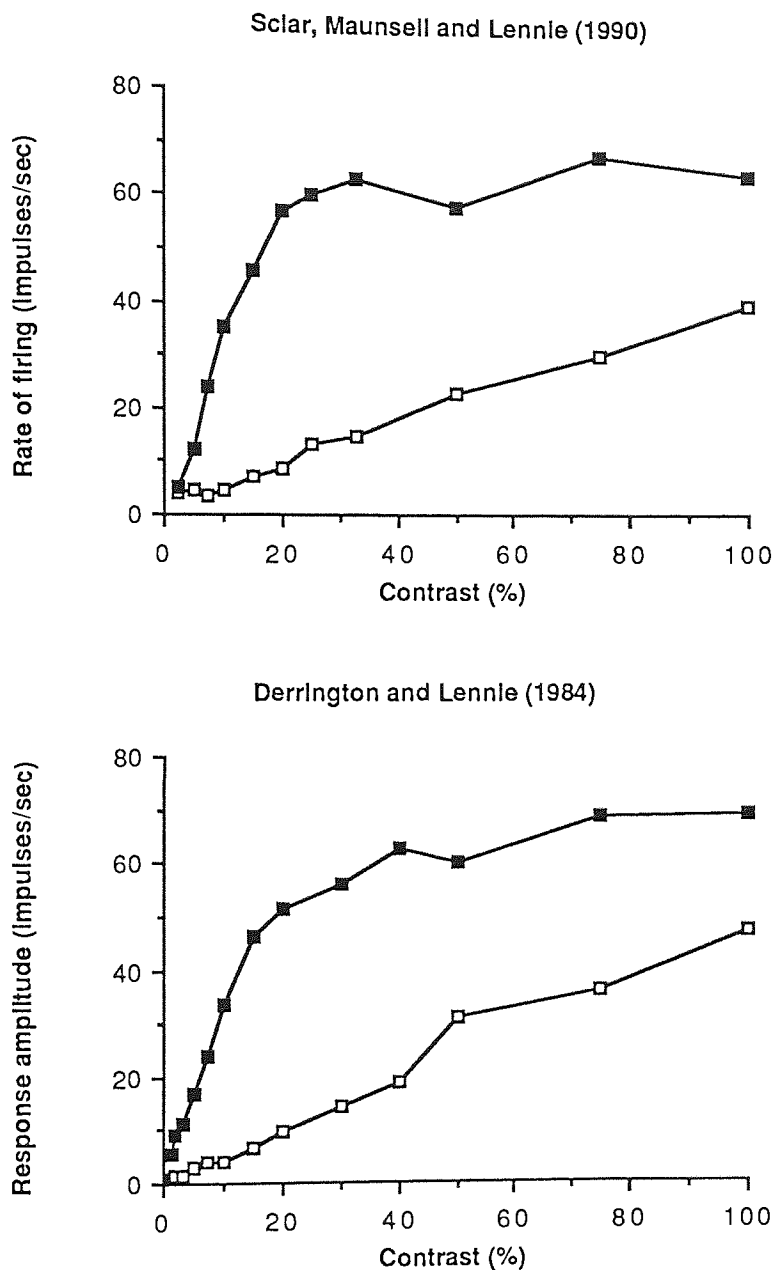 Sclar, Maunsell and Lennie (1990)
Rate of firing (Impulses/sec)
80
60
40
20
0
0 20 40 60 80 100
Contrast (%)
Derrington and Lennie (1984)
Response amplitude (Impulses/sec)
80
60
40
20
0
0 20 40 60 80 100
Contrast (%)